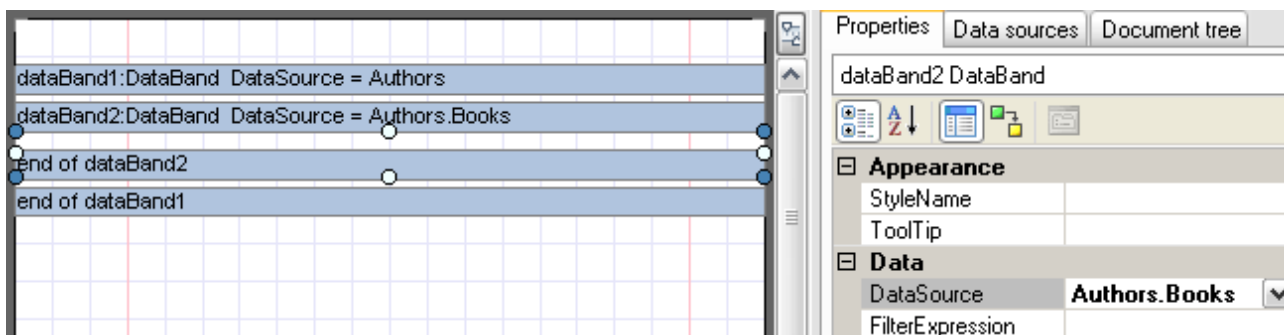 dataBand1:DataBand DataSource = Authors
dataBand2:DataBand DataSource = Authors.Books
end of dataBand2
end of dataBand1
Properties
Data sources
Document tree
dataBand2 DataBand
Appearance
StyleName
ToolTip
Data
DataSource Authors.Books
FilterExpression